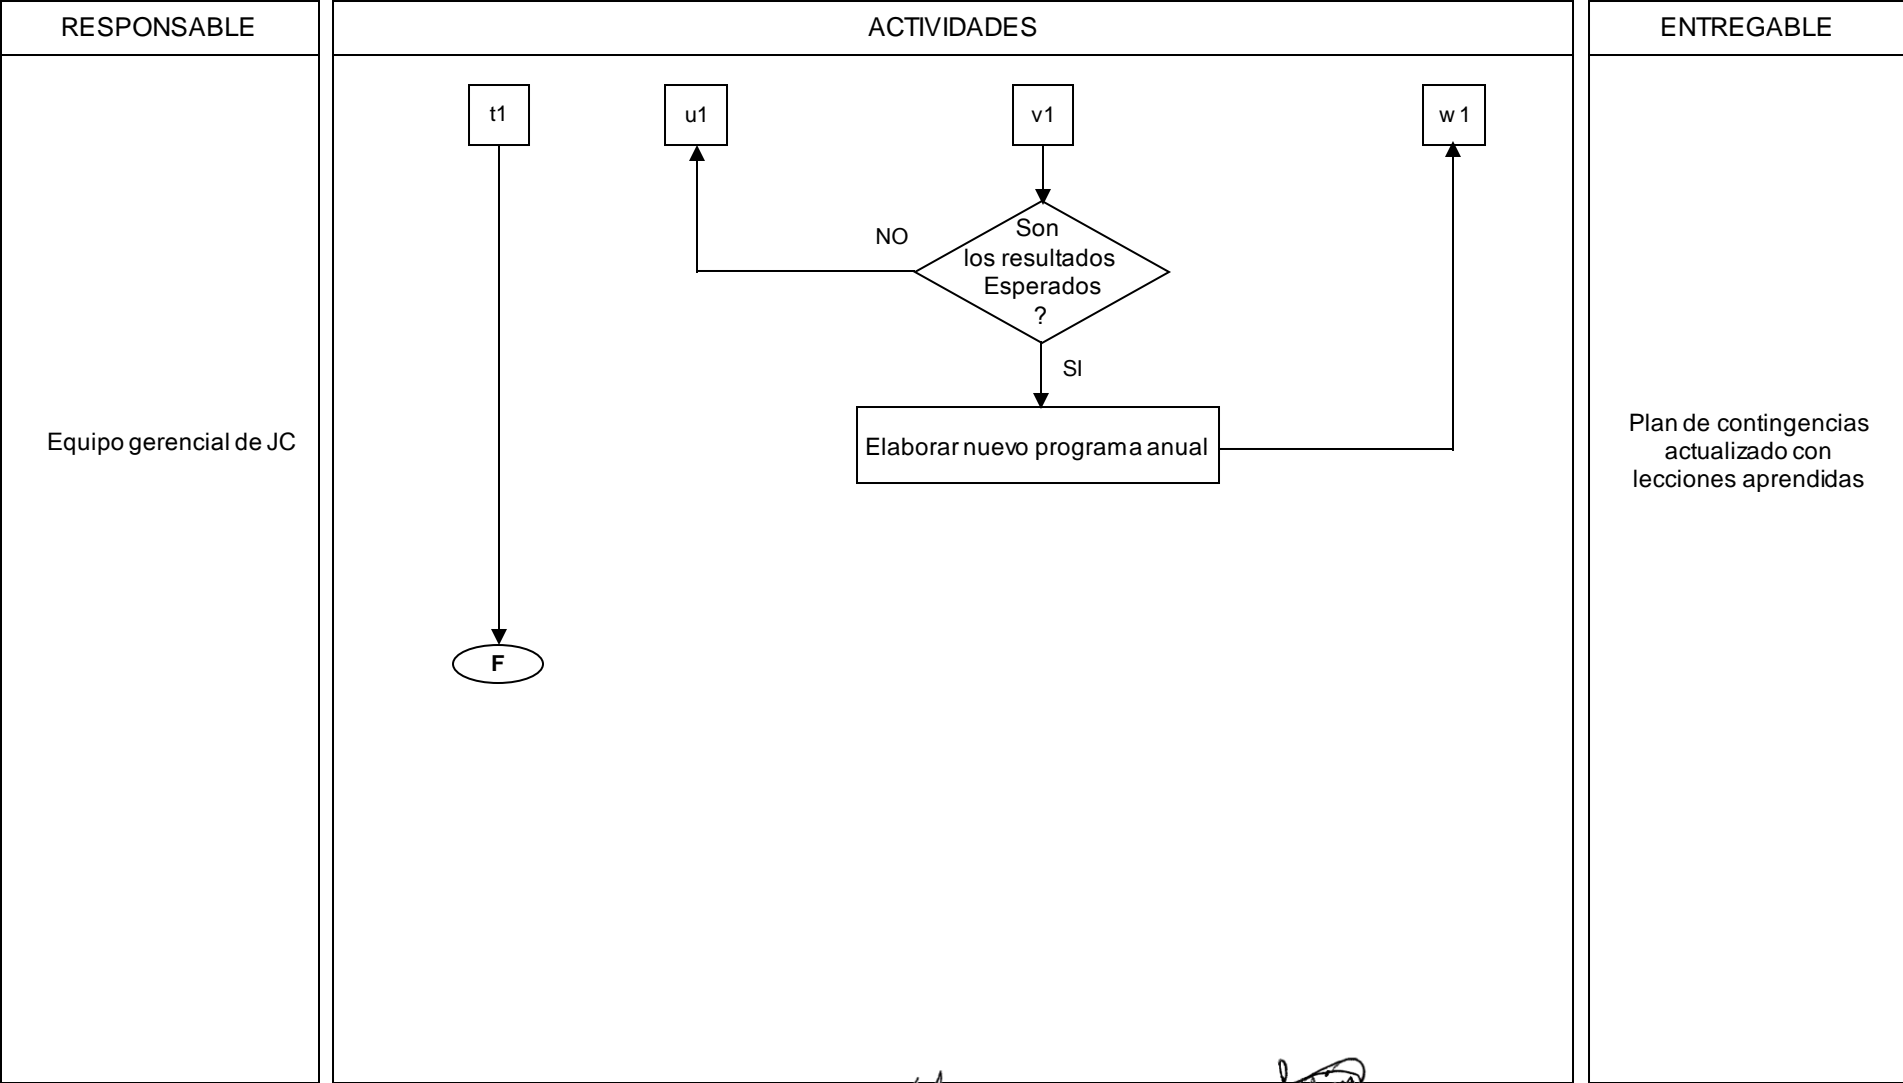 RESPONSABLE
ACTIVIDADES
ENTREGABLE
t1
u1
v1
w 1
NO
Son
los resultados
Esperados
?
SI
Equipo gerencial de JC
Elaborar nuevo programa anual
Plan de contingencias
actualizado con
lecciones aprendidas
F